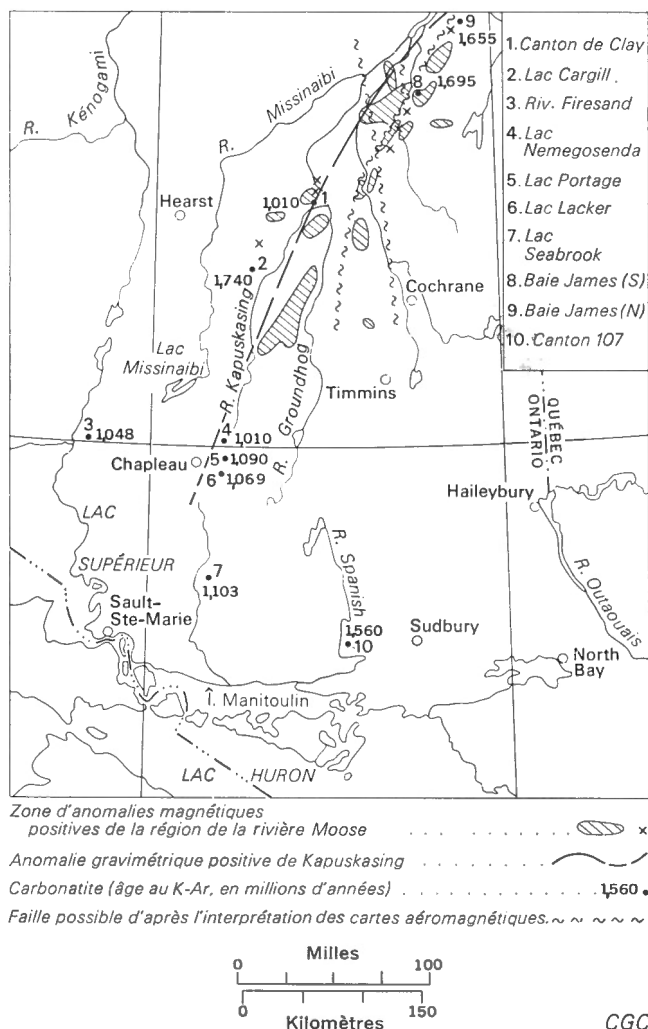 R. Kénogami
R. Missinaibi
9
1,655
8
1,695
Hearst
1,010
1
2
1,740
Cochrane
Lac
Missinaibi
R. Kapuskasing
R. Groundhog
Timmins
3
1,048
4
1,010
Chapleau
5
1,090
6
1,069
LAC
SUPÉRIEUR
7
1,103
R. Spanish
1,560
10
Sudbury
Sault-
Ste-Marie
Î. Manitoulin
LAC HURON
QUÉBEC
ONTARIO
Haileybury
R. Outaouais
North
Bay
1. Canton de Clay
2. Lac Cargill
3. Riv. Firesand
4. Lac
Nemegosenda
5. Lac Portage
6. Lac Lacker
7. Lac
Seabrook
8. Baie James (S)
9. Baie James (N)
10. Canton 107
Zone d'anomalies magnétiques
positives de la région de la rivière Moose
Anomalie gravimétrique positive de Kapuskasing
Carbonatite (âge au K-Ar, en millions d'années) 1,560
Faille possible d'après l'interprétation des cartes aéromagnétiques.
Milles
0 100
0 150
Kilomètres
CGC